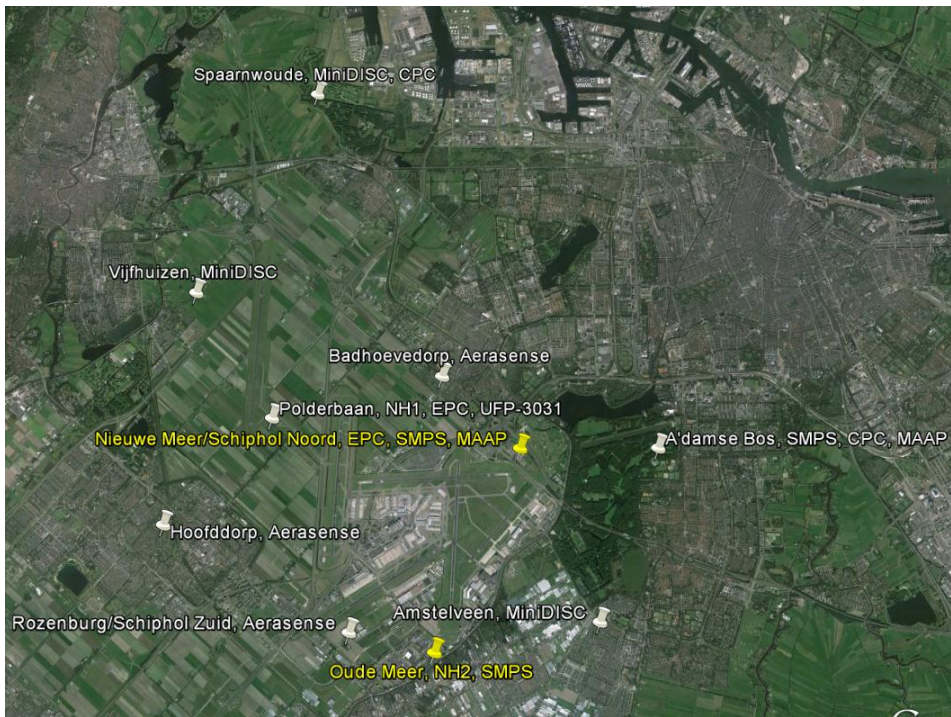 Spaarnwoude, MiniDISC, CPC
Vijfhuizen, MiniDISC
Badhoevedorp, Aerasense
Polderbaan, NH1, EPC, UFP-3031
Nieuwe Meer/Schiphol Noord, EPC, SMPS, MAAP
A'damse Bos, SMPS, CPC, MAAP
Hoofddorp, Aerasense
Amstelveen, MiniDISC
Rozenburg/Schiphol Zuid, Aerasense
Oude Meer, NH2, SMPS